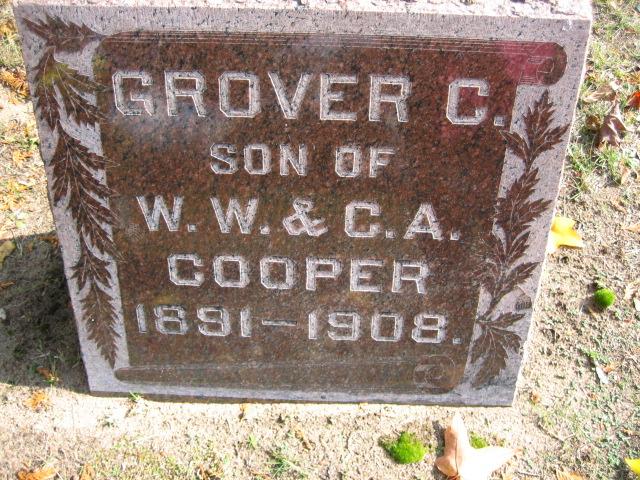 GROVER C.
SON OF
W. W. & C. A.
COOPER
1891-1908.